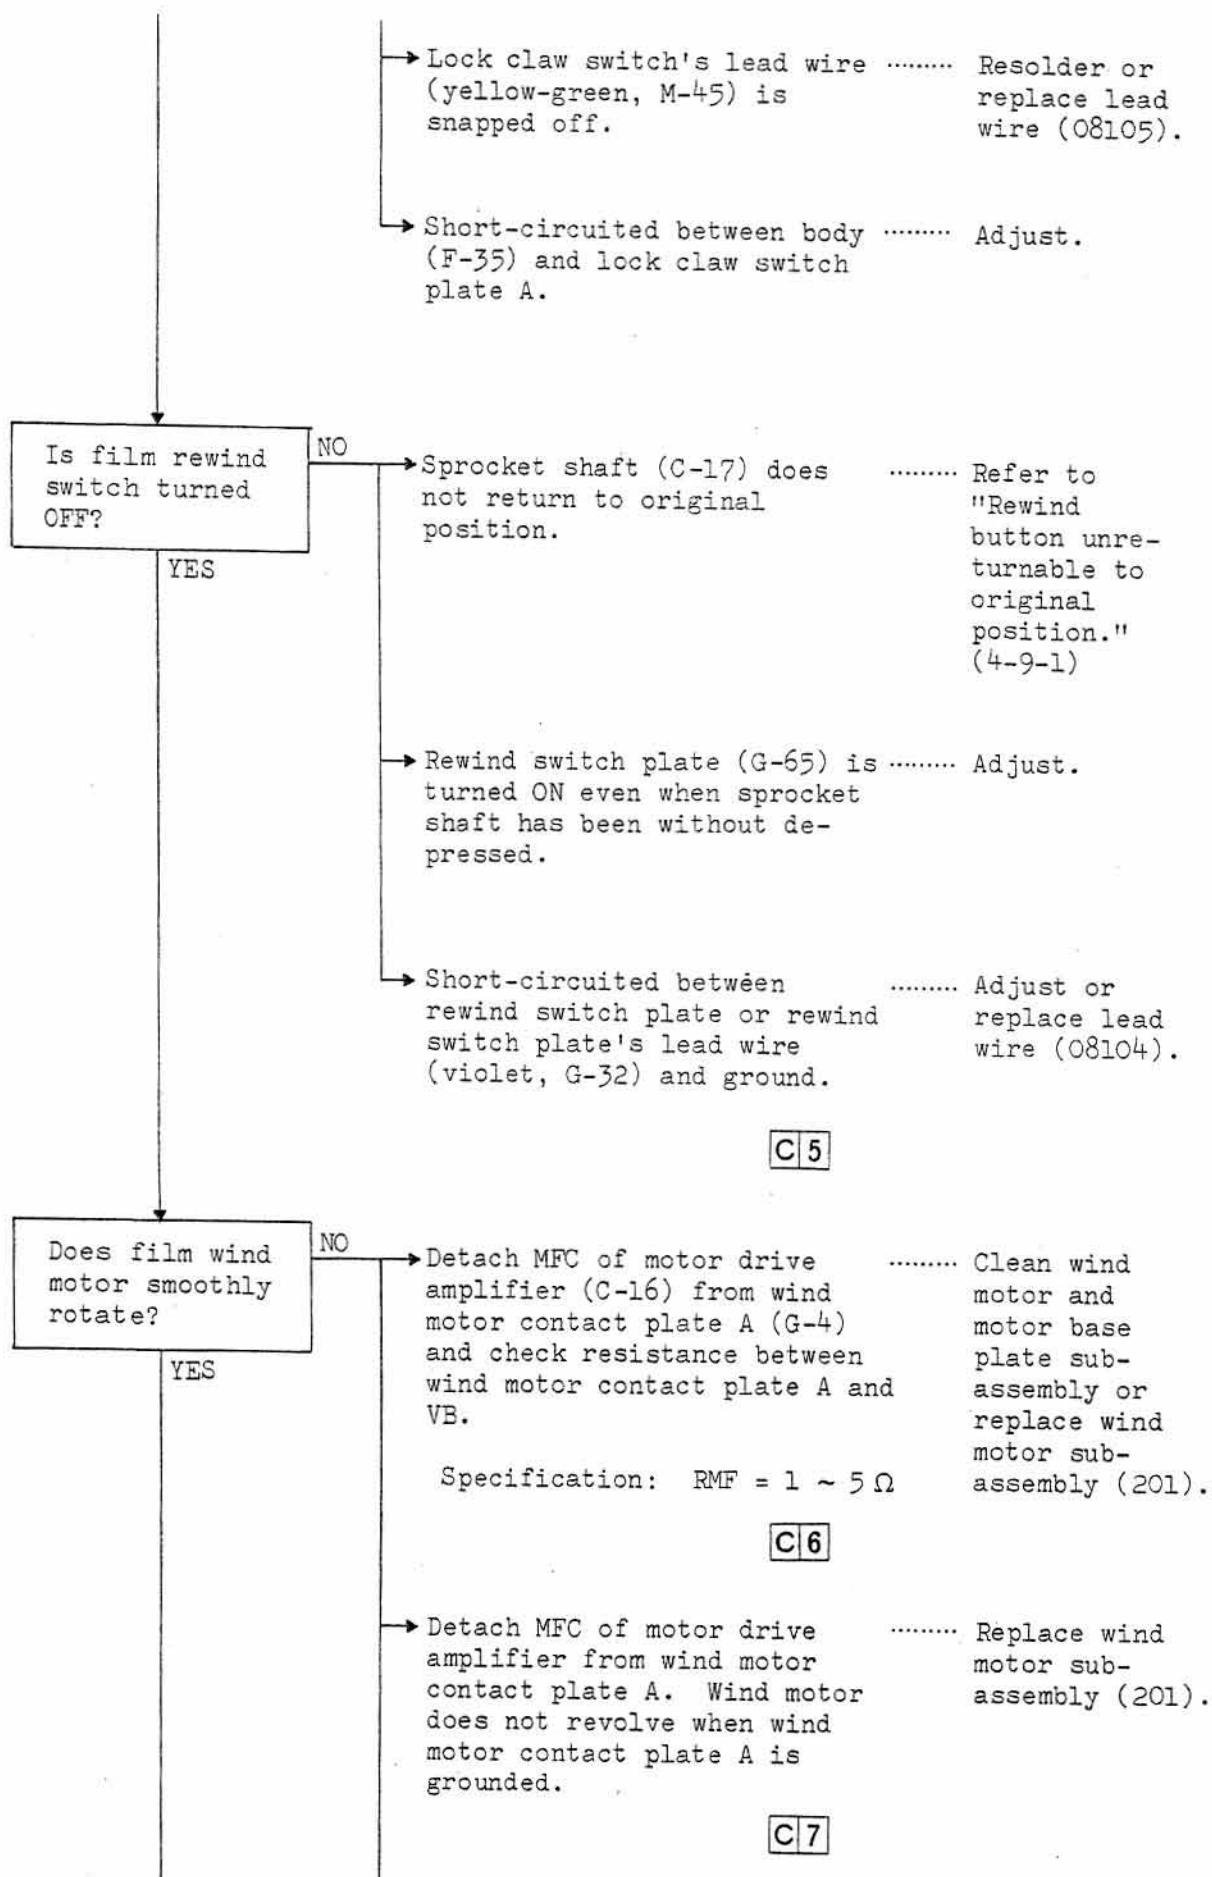 Lock claw switch's lead wire ......... Resolder or
(yellow-green, M-45) is replace lead
snapped off. wire (08105).
Short-circuited between body ......... Adjust.
(F-35) and lock claw switch
plate A.
Is film rewind
switch turned
OFF?
NO
YES
Sprocket shaft (C-17) does ......... Refer to
not return to original "Rewind
position. button unre-
turnable to
original
position."
(4-9-1)
Rewind switch plate (G-65) is ......... Adjust.
turned ON even when sprocket
shaft has been without de-
pressed.
Short-circuited between ......... Adjust or
rewind switch plate or rewind replace lead
switch plate's lead wire wire (08104).
(violet, G-32) and ground.
C 5
Does film wind
motor smoothly
rotate?
NO
YES
Detach MFC of motor drive ......... Clean wind
amplifier (C-16) from wind motor and
motor contact plate A (G-4) motor base
and check resistance between plate sub-
wind motor contact plate A and assembly or
VB. replace wind
motor sub-
Specification: RMF = 1 ~ 5 Ω assembly (201).
C 6
Detach MFC of motor drive ......... Replace wind
amplifier from wind motor motor sub-
contact plate A. Wind motor assembly (201).
does not revolve when wind
motor contact plate A is
grounded.
C 7